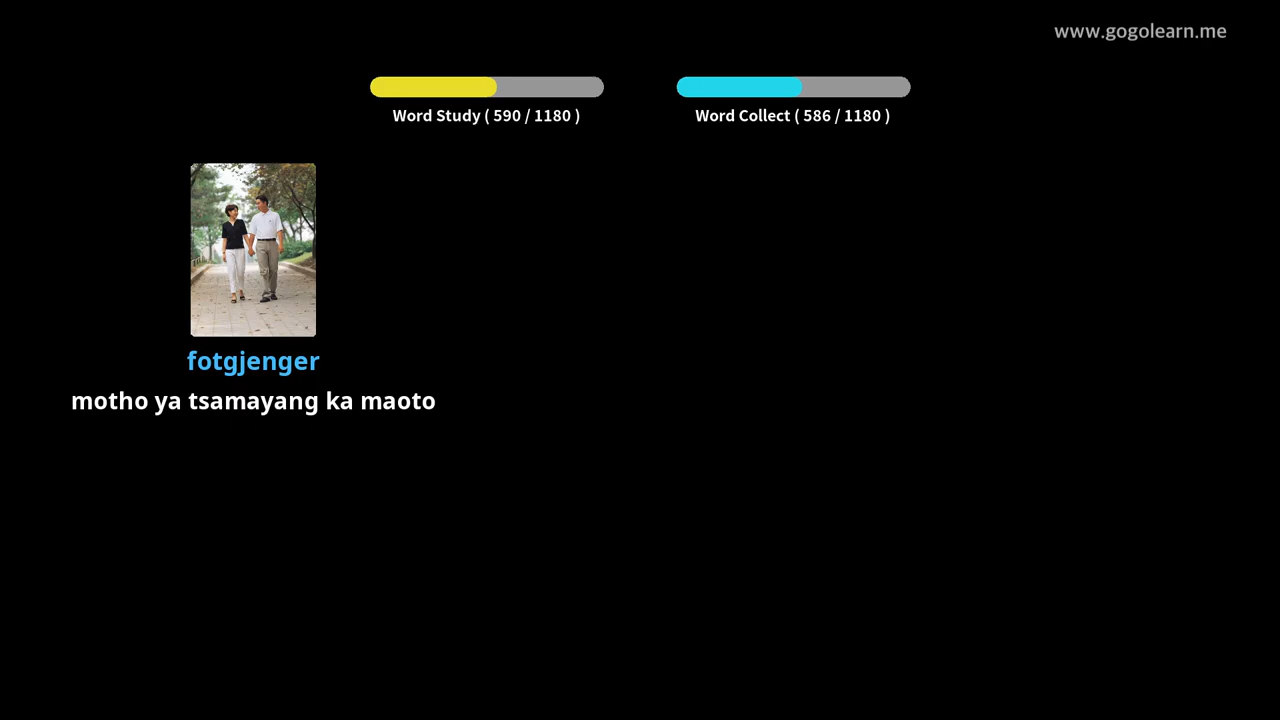 www.gogolearn.me
Word Study ( 590 / 1180 )
Word Collect ( 586 / 1180 )
fotgjenger
motho ya tsamayang ka maoto